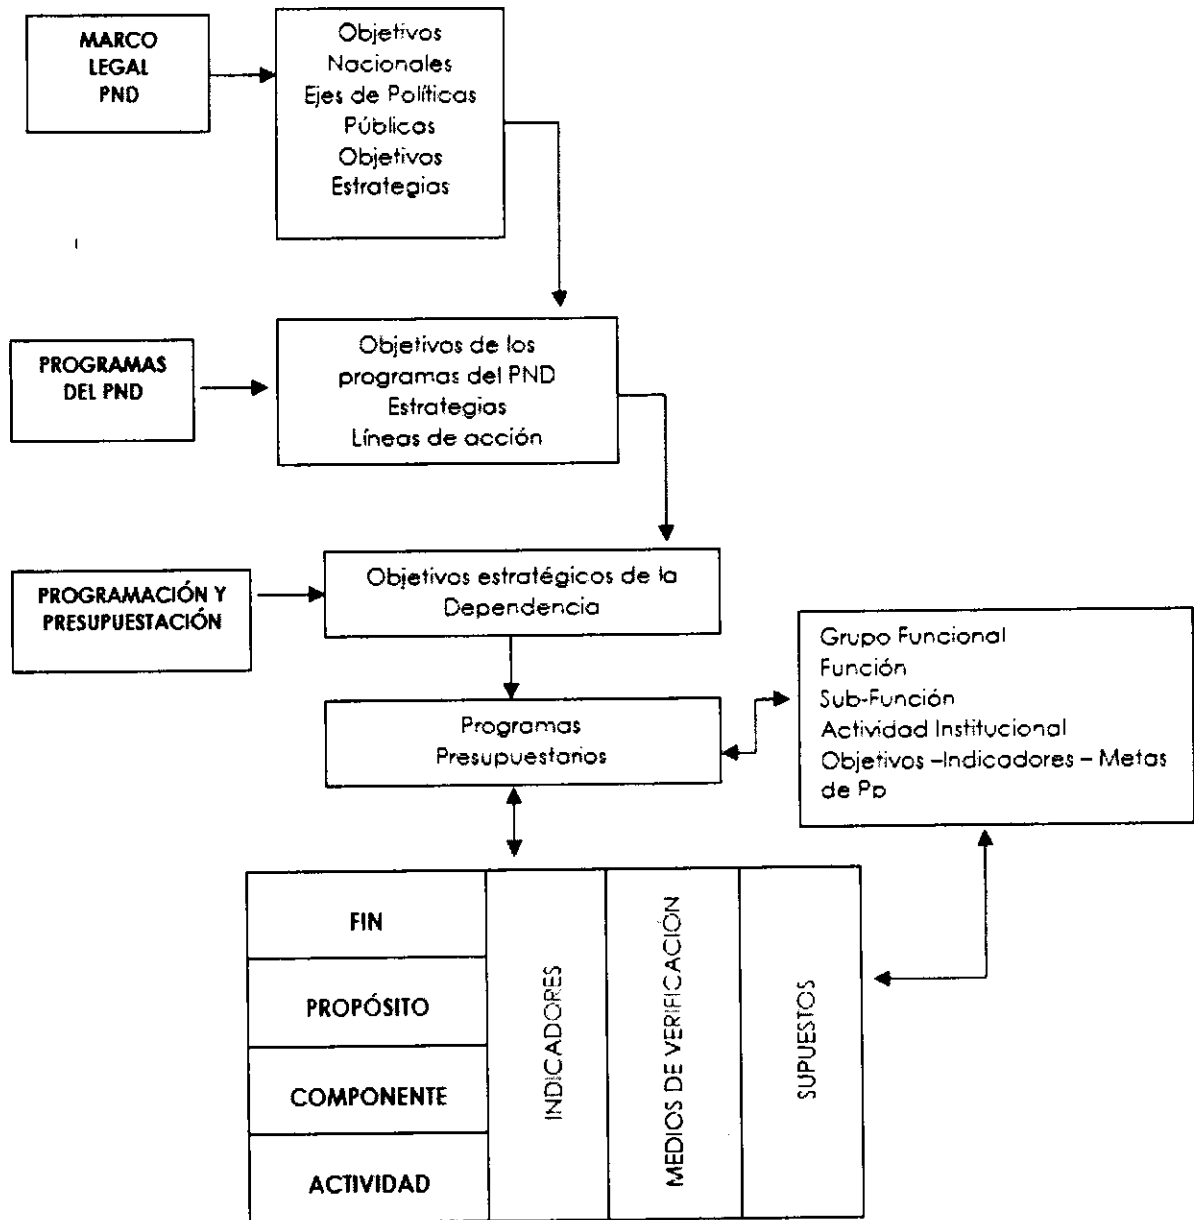 MARCO
LEGAL
PND
Objetivos
Nacionales
Ejes de Políticas
Públicas
Objetivos
Estrategias
PROGRAMAS
DEL PND
Objetivos de los
programas del PND
Estrategias
Líneas de acción
PROGRAMACIÓN Y
PRESUPUESTACIÓN
Objetivos estratégicos de la
Dependencia
Programas
Presupuestarios
Grupo Funcional
Función
Sub-Función
Actividad Institucional
Objetivos –Indicadores – Metas
de Pp
FIN
PROPÓSITO
COMPONENTE
ACTIVIDAD
INDICADORES
MEDIOS DE VERIFICACIÓN
SUPUESTOS